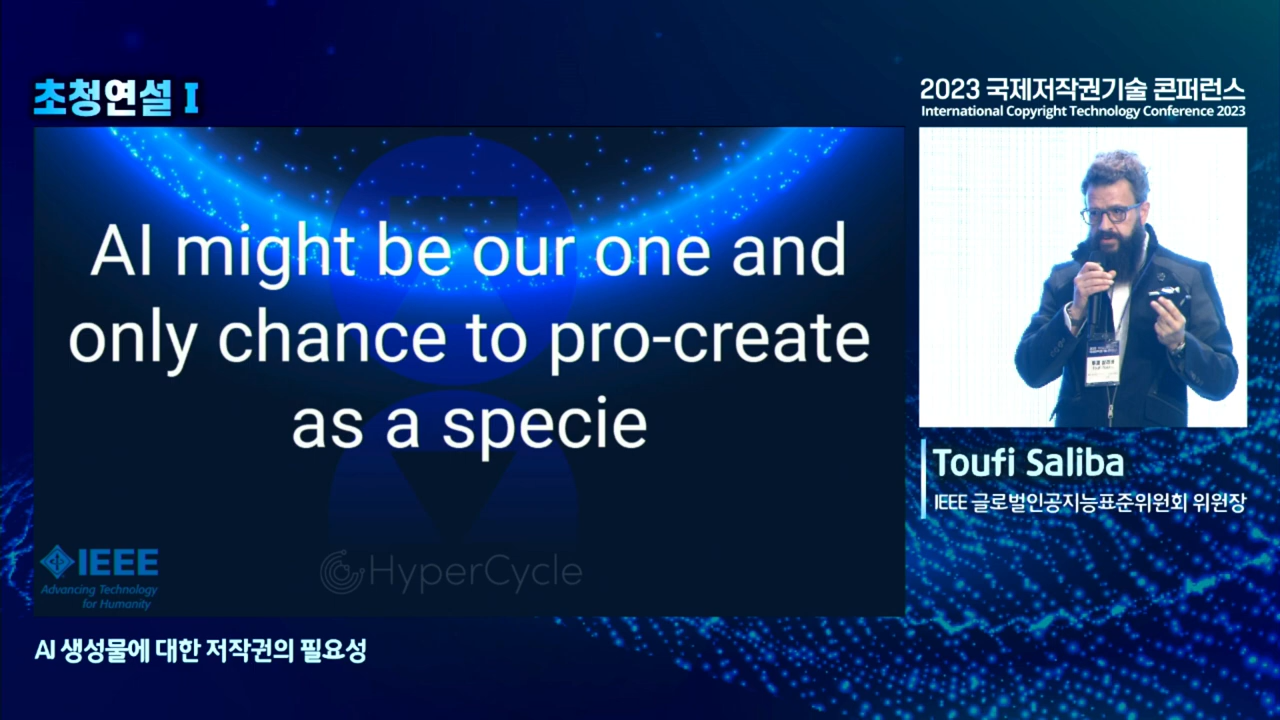 초청연설 I
2023 국제저작권기술 콘퍼런스
International Copyright Technology Conference 2023
AI might be our one and
only chance to pro-create
as a specie
IEEE
Advancing Technology
for Humanity
HyperCycle
Toufi Saliba
IEEE 글로벌인공지능표준위원회 위원장
AI 생성물에 대한 저작권의 필요성